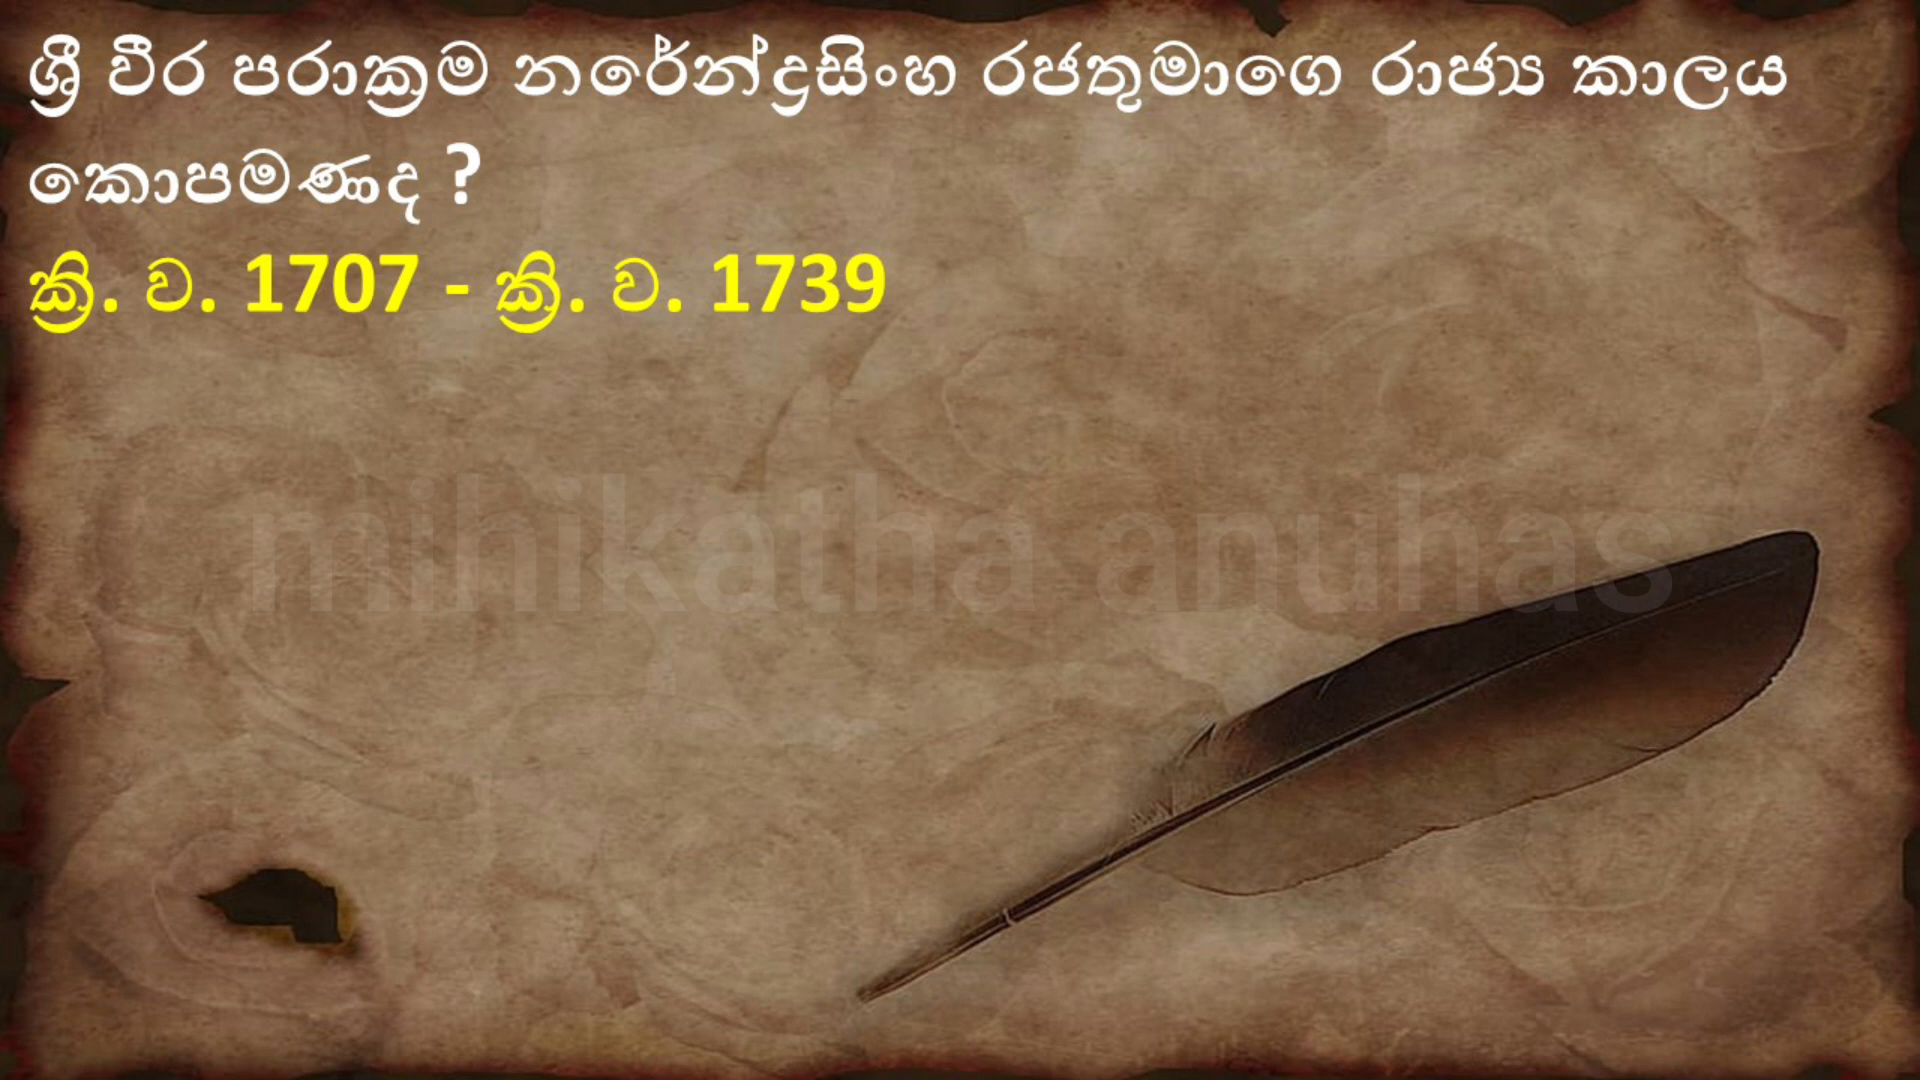 ශ්‍රී වීර පරාක්‍රම නරේන්ද්‍රසිංහ රජතුමාගෙ රාජ්‍ය කාලය
කොපමණද ?
ක්‍රි. ව. 1707 - ක්‍රි. ව. 1739
mihikatha anuhas